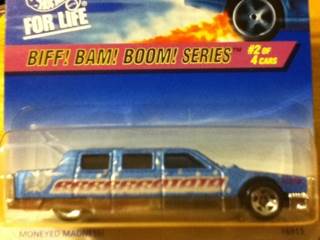 FOR LIFE
BIFF! BAM! BOOM! SERIES™ #2 OF
4 CARS
MONEYED MADNESS!